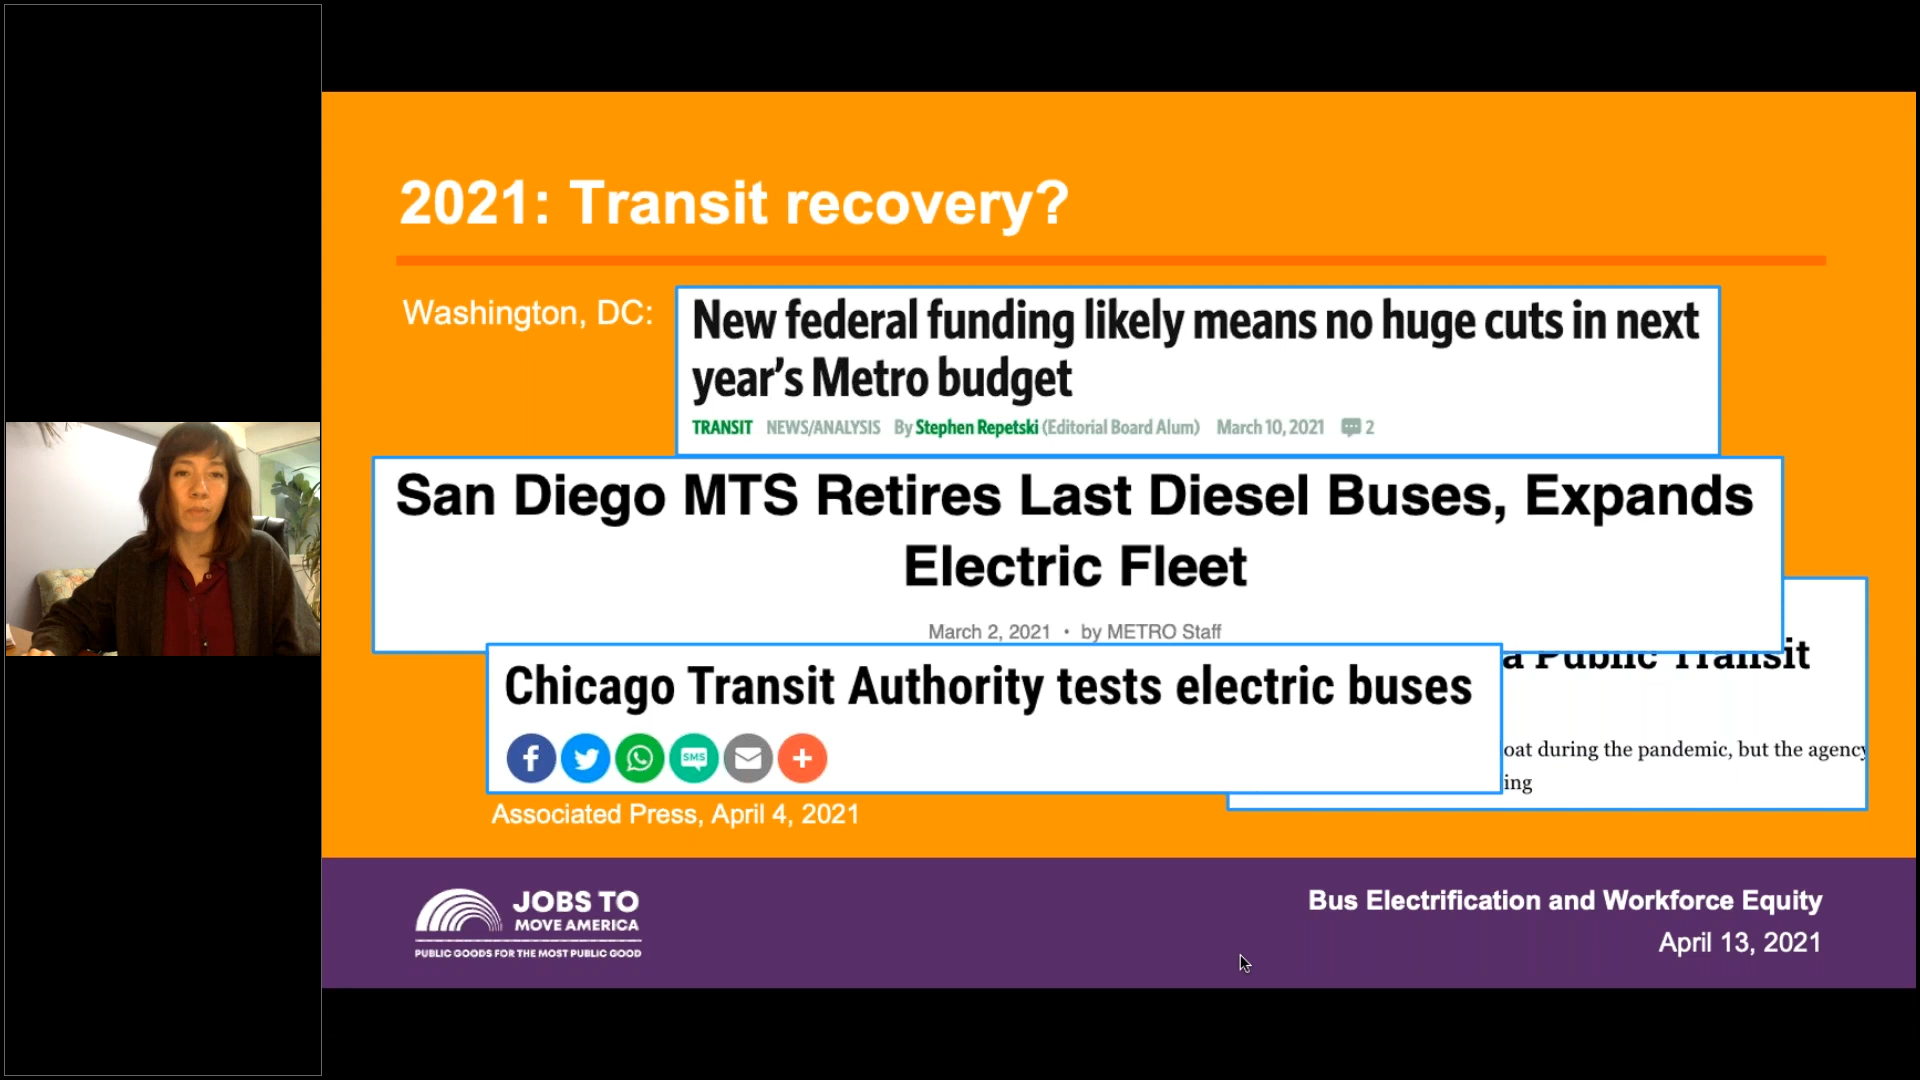 2021: Transit recovery?
Washington, DC:
New federal funding likely means no huge cuts in next
year's Metro budget
TRANSIT NEWS/ANALYSIS By Stephen Repetski (Editorial Board Alum) March 10, 2021 2
San Diego MTS Retires Last Diesel Buses, Expands
Electric Fleet
March 2, 2021 • by METRO Staff
a Public Transit
Chicago Transit Authority tests electric buses
SMS
oat during the pandemic, but the agency
ing
Associated Press, April 4, 2021
JOBS TO
MOVE AMERICA
PUBLIC GOODS FOR THE MOST PUBLIC GOOD
Bus Electrification and Workforce Equity
April 13, 2021